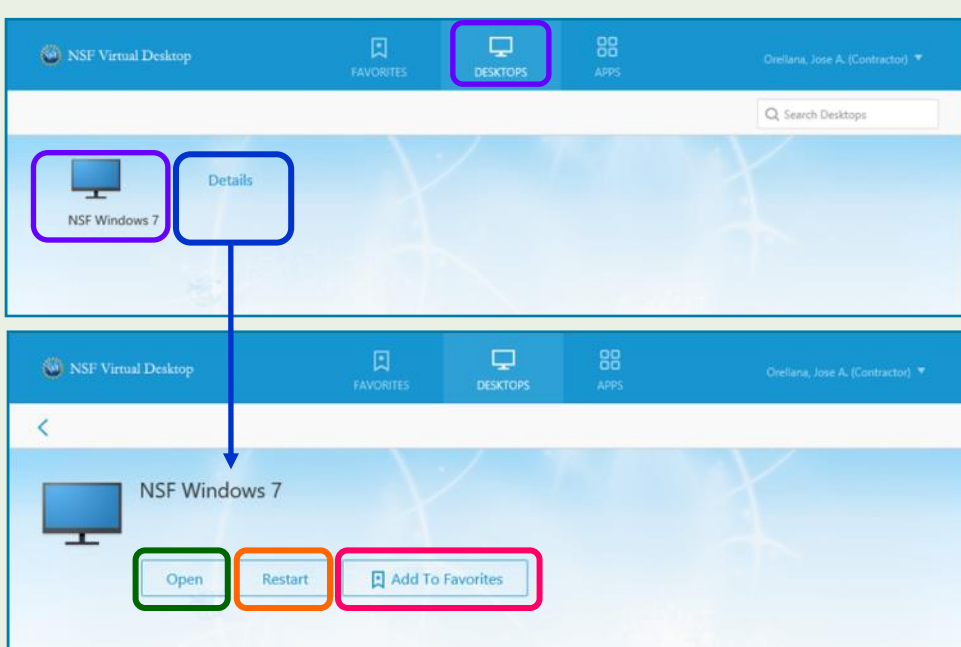 NSF Virtual Desktop
FAVORITES
DESKTOPS
APPS
Orellana, Jose A. (Contractor)
Search Desktops
Details
NSF Windows 7
NSF Virtual Desktop
FAVORITES
DESKTOPS
APPS
Orellana, Jose A. (Contractor)
NSF Windows 7
Open
Restart
Add To Favorites